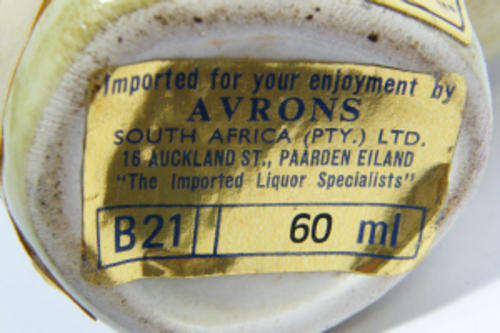 Imported for your enjoyment by
AVRONS
SOUTH AFRICA (PTY.) LTD.
16 AUCKLAND ST., PAARDEN EILAND
"The Imported Liquor Specialists"
B21 60 ml